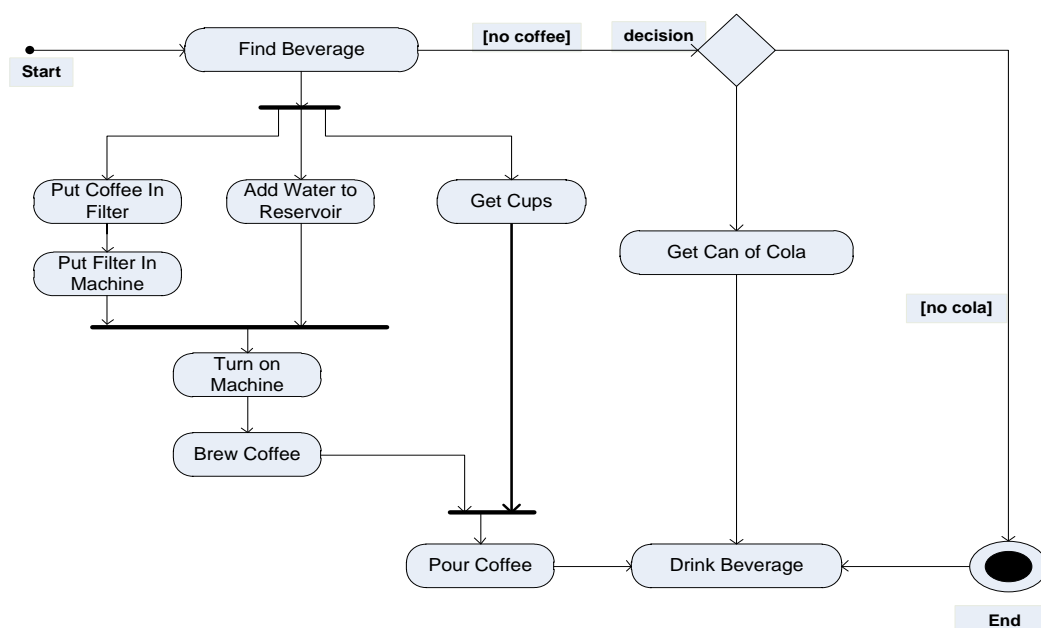 Find Beverage
[no coffee]
decision
Start
Put Coffee In
Filter
Add Water to
Reservoir
Get Cups
Get Can of Cola
Put Filter In
Machine
[no cola]
Turn on
Machine
Brew Coffee
Pour Coffee
Drink Beverage
End